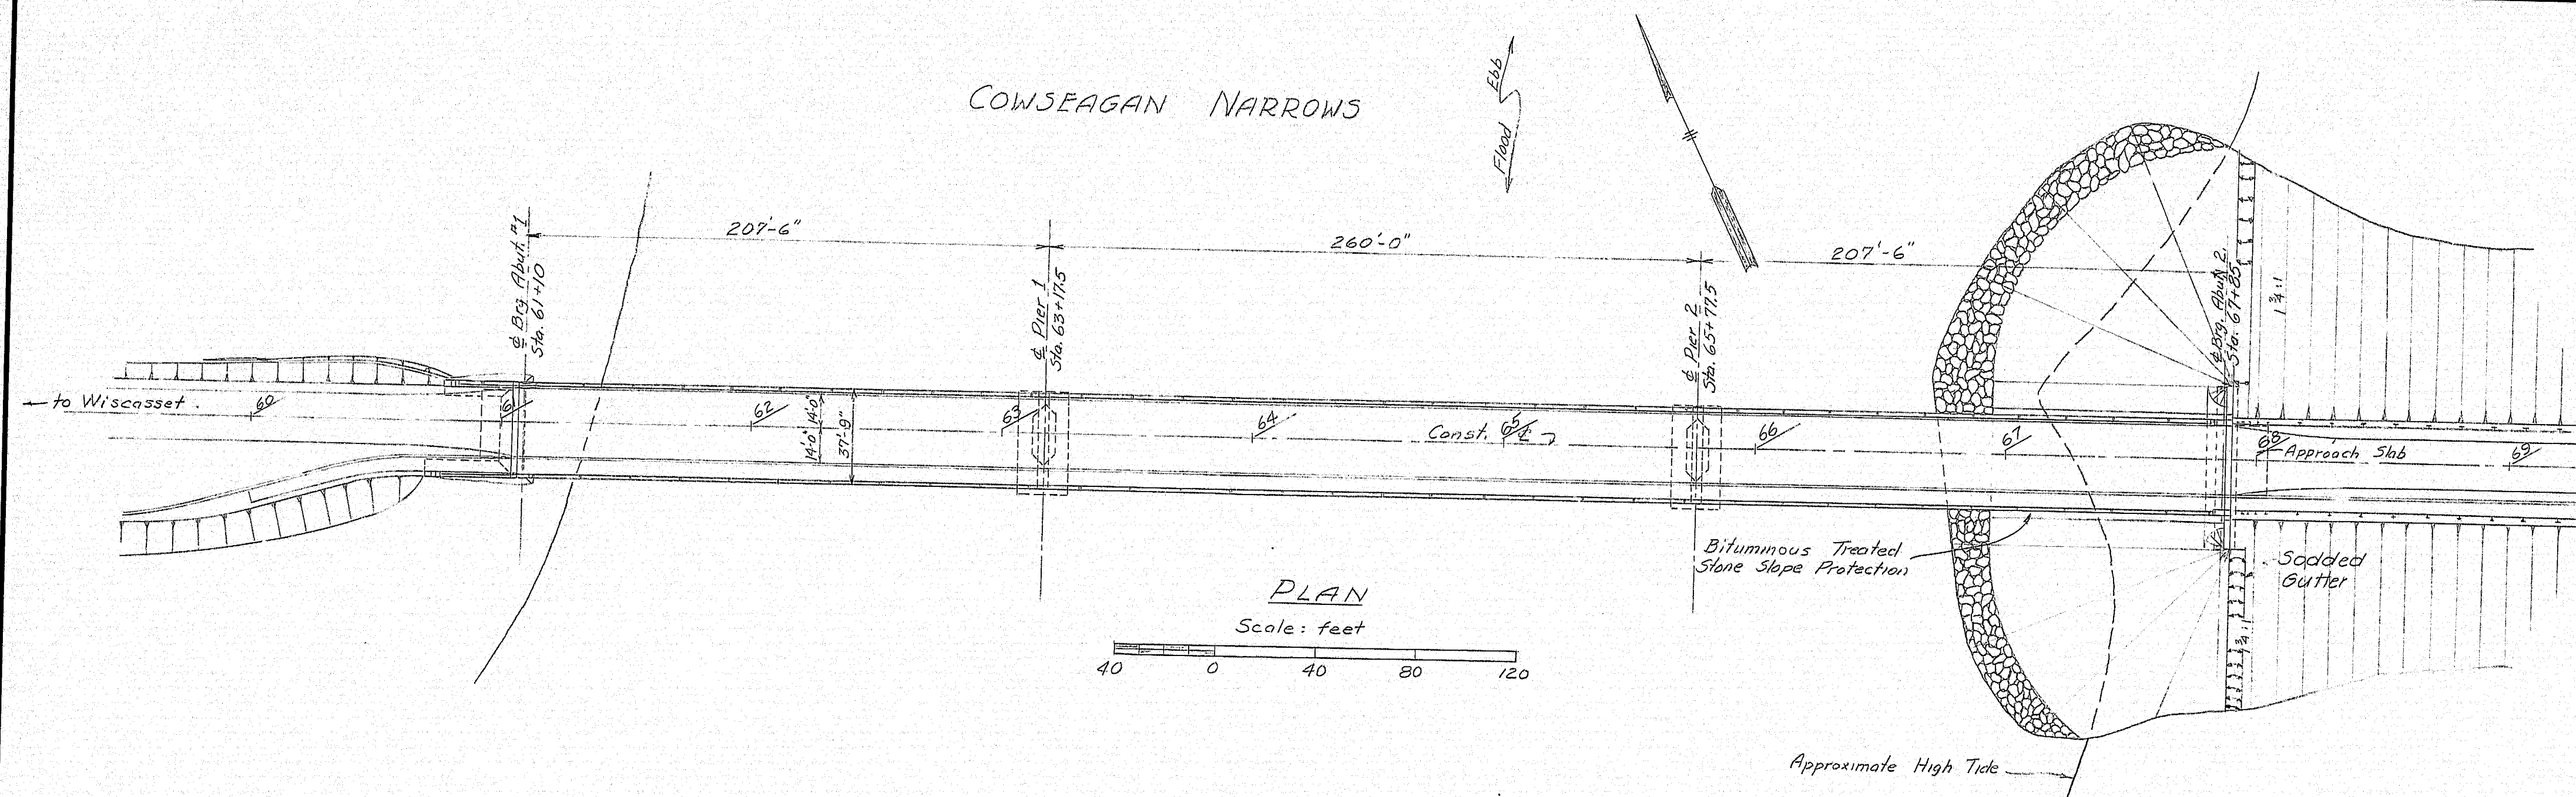 COWSEAGAN NARROWS
Ebb
Flood
207'-6"
260'-0"
207'-6"
℄ Brg. Abut. #1
Sta. 61+10
℄ Pier 1
Sta. 63+17.5
℄ Pier 2
Sta. 65+77.5
℄ Brg. Abut 2.
Sta. 67+85
1¾:1
← to Wiscasset.
60
61
62
14'-0" 14'-0"
37'-9"
63
64
Const. ℄
65
66
67
68
Approach Slab
69
Bituminous Treated
Stone Slope Protection
Sodded
Gutter
1¾:1
PLAN
Scale: feet
40 0 40 80 120
Approximate High Tide